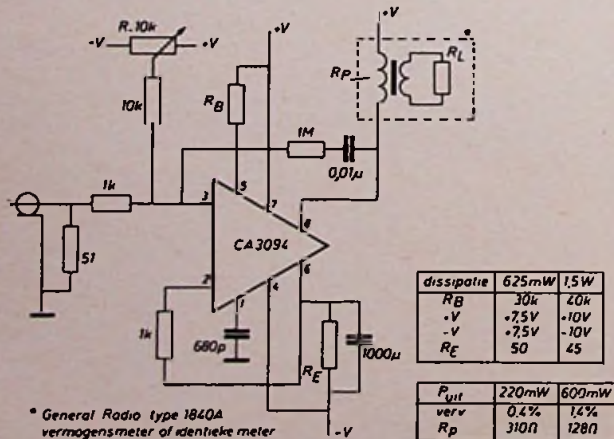 +V
R-10k
-V
+V
10k
RB
RP
RL
*
1M
0,01µ
1k
3
5
7
8
CA3094
51
2
1
4
6
1k
680p
RE
1000µ
-V
dissipatie 625mW 1,5W
RB 30k 40k
+V +7,5V +10V
-V +7,5V -10V
RE 50 45
Puit 220mW 600mW
verv 0,4% 1,4%
Rp 310Ω 128Ω
* General Radio type 1840A
vermogensmeter of identieke meter